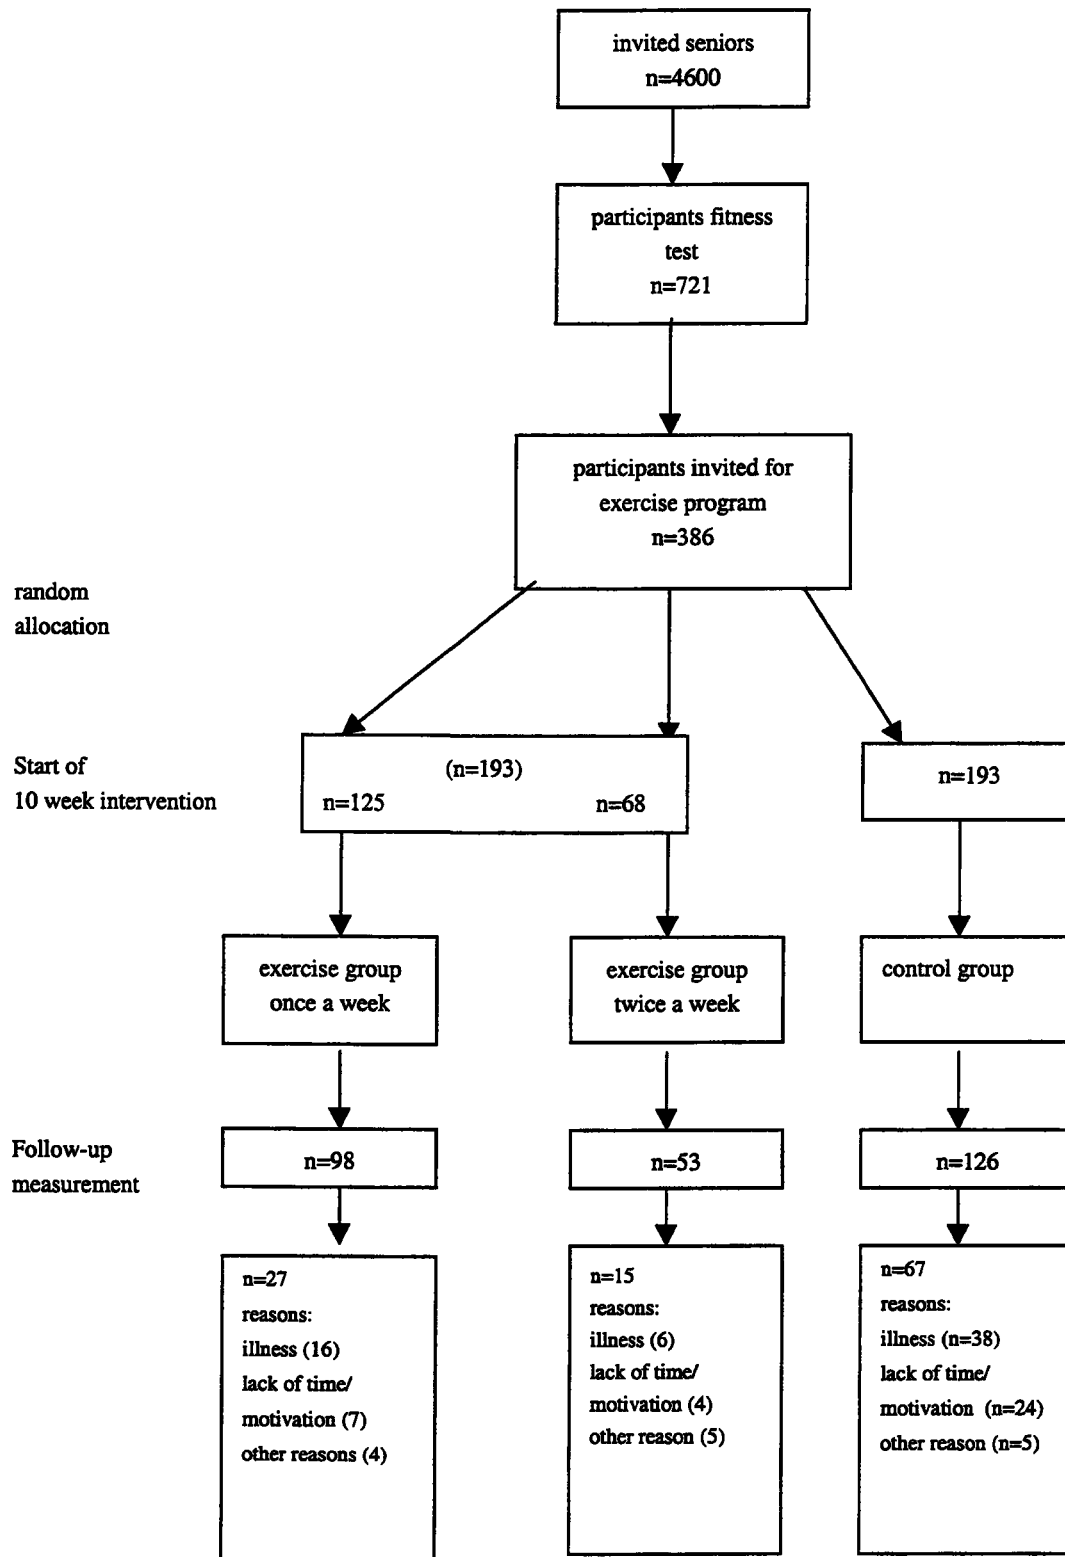 invited seniors
n=4600
participants fitness
test
n=721
participants invited for
exercise program
n=386
random
allocation
Start of
10 week intervention
(n=193)
n=125 n=68
n=193
exercise group
once a week
exercise group
twice a week
control group
Follow-up
measurement
n=98
n=53
n=126
n=27
reasons:
illness (16)
lack of time/
motivation (7)
other reasons (4)
n=15
reasons:
illness (6)
lack of time/
motivation (4)
other reason (5)
n=67
reasons:
illness (n=38)
lack of time/
motivation (n=24)
other reason (n=5)